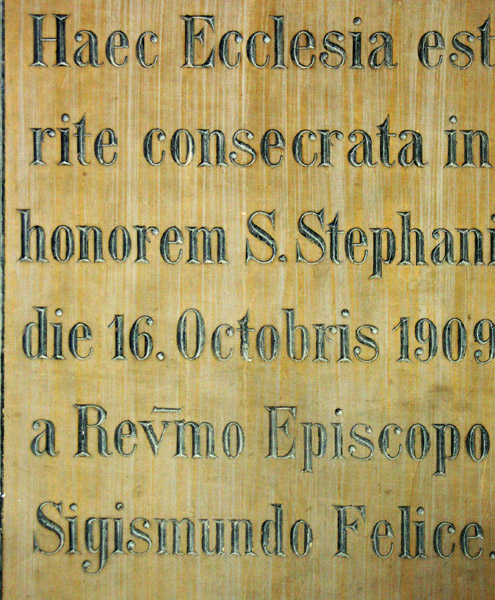 Haec Ecclesia est
rite consecrata in
honorem S. Stephani
die 16. Octobris 1909
a Rev̅mo Episcopo
Sigismundo Felice.